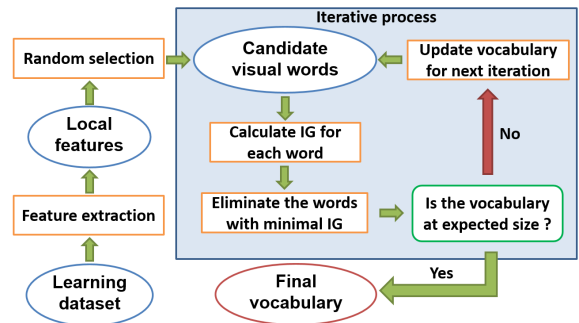 Iterative process
Random selection
Candidate
visual words
Update vocabulary
for next iteration
Local
features
Calculate IG for
each word
No
Feature extraction
Eliminate the words
with minimal IG
Is the vocabulary
at expected size ?
Learning
dataset
Final
vocabulary
Yes